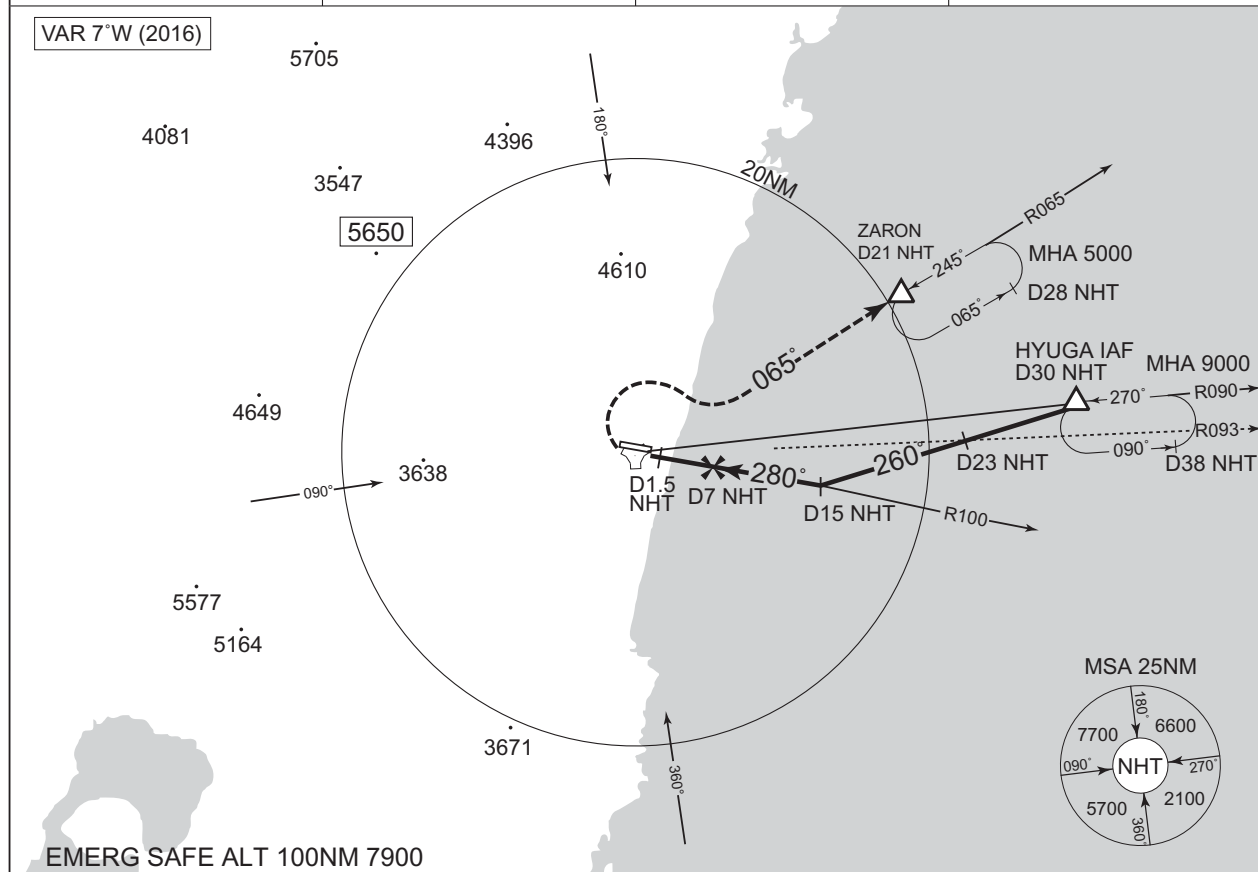 VAR 7˚W (2016)
5705
4081
4396
3547
180˚
20NM
5650
4610
ZARON
D21 NHT
R065
245˚
MHA 5000
D28 NHT
065˚
065˚
HYUGA IAF
D30 NHT
MHA 9000
270˚
R090
R093
090˚
D38 NHT
4649
3638
090˚
260˚
D23 NHT
280˚
D1.5
NHT
D7 NHT
D15 NHT
R100
5577
5164
3671
360˚
MSA 25NM
180˚
7700
6600
090˚
NHT
270˚
5700
2100
360˚
EMERG SAFE ALT 100NM 7900